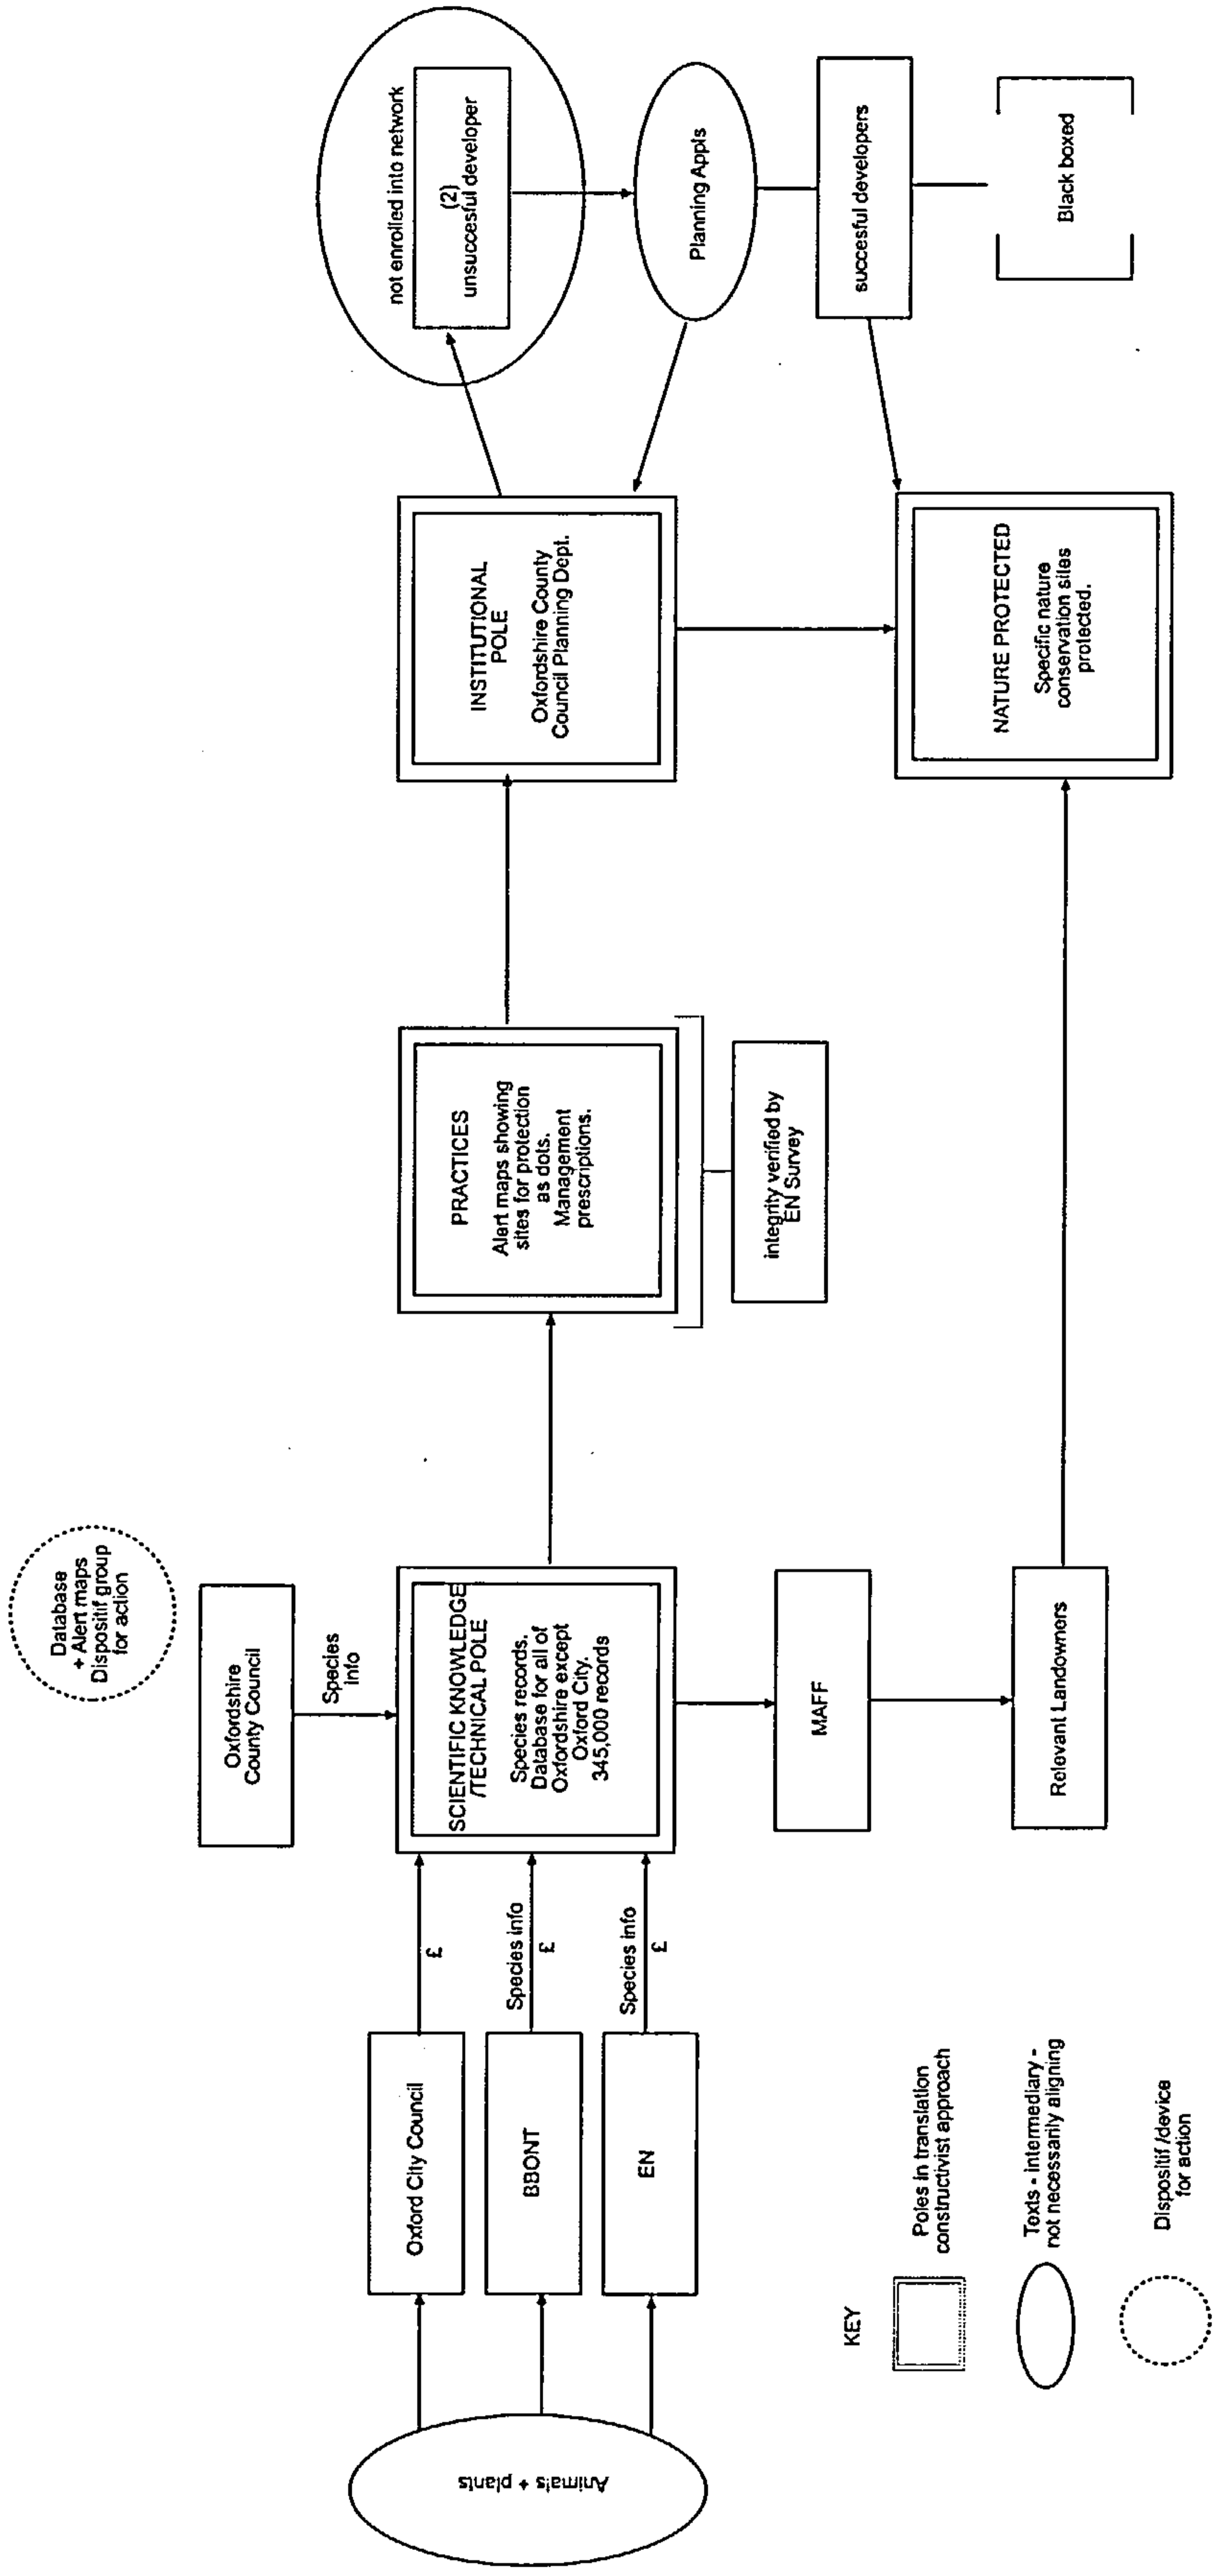 Database
+ Alert maps
Dispositif group
for action
Oxfordshire
County Council
Species
info
Animals + plants
Oxford City Council
£
BBONT
Species info
£
EN
Species info
£
SCIENTIFIC KNOWLEDGE
/TECHNICAL POLE
Species records.
Database for all of
Oxfordshire except
Oxford City.
345,000 records
PRACTICES
Alert maps showing
sites for protection
as dots.
Management
prescriptions.
integrity verified by
EN Survey
INSTITUTIONAL
POLE
Oxfordshire County
Council Planning Dept.
not enrolled into network
(2)
unsuccesful developer
Planning Appls
succesful developers
Black boxed
MAFF
Relevant Landowners
NATURE PROTECTED
Specific nature
conservation sites
protected.
KEY
Poles in translation
constructivist approach
Texts - intermediary -
not necessarily aligning
Dispositif /device
for action